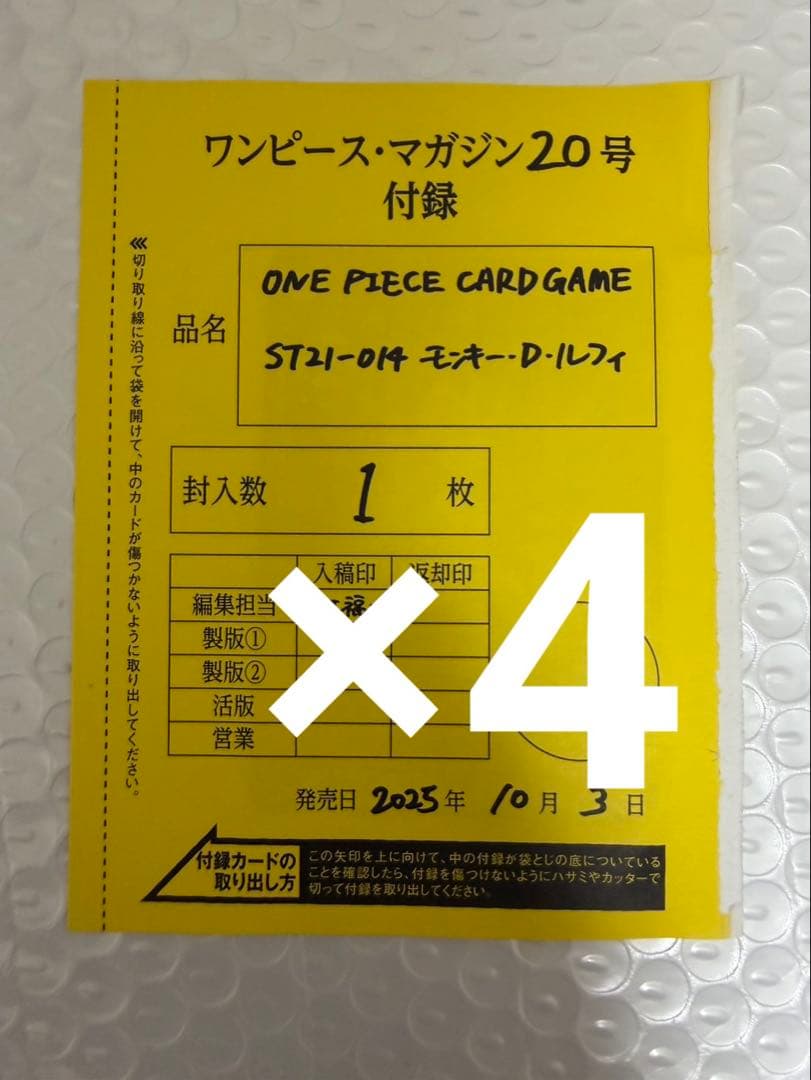 ワンピース・マガジン20号
付録
品名
ONE PIECE CARD GAME
ST21-014 モンキー・D・ルフィ
封入数 1 枚
入稿印 返却印
編集担当 福
製版①
製版②
活版
営業
×4
発売日 2025年 10月 3日
付録カードの
取り出し方
この矢印を上に向けて、中の付録が袋とじの底についている
ことを確認したら、付録を傷つけないようにハサミやカッターで
切って付録を取り出してください。
切り取り線に沿って袋を開けて、中のカードが傷つかないように取り出してください。